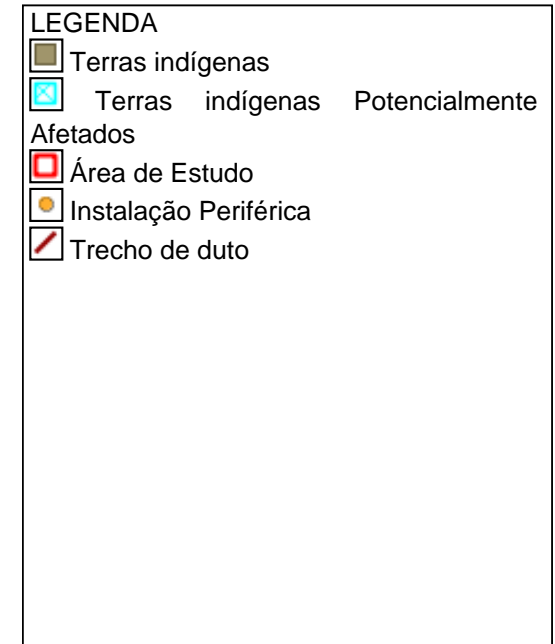 LEGENDA
Terras indígenas
Terras indígenas Potencialmente
Afetados
Área de Estudo
Instalação Periférica
Trecho de duto